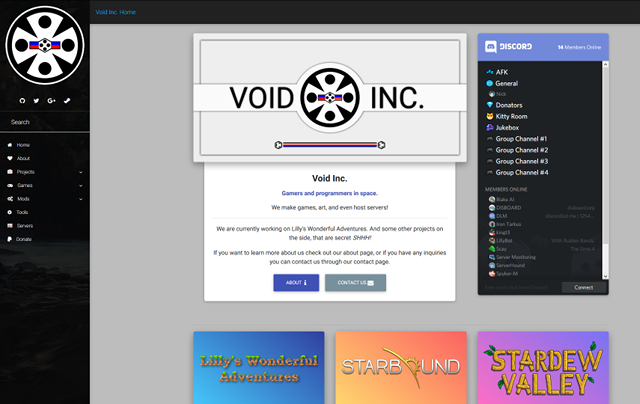 Void Inc. Home
Search
Home
About
Projects
Games
Mods
Tools
Servers
Donate
VOID INC.
Void Inc.
Gamers and programmers in space.
We make games, art, and even host servers!
We are currently working on Lilly's Wonderful Adventures. And some other projects on
the side, that are secret SHHH!
If you want to learn more about us check out our about page, or if you have any inquiries
you can contact us through our contact page.
ABOUT
CONTACT US
DISCORD
14 Members Online
AFK
General
Nick
Donators
Kitty Room
Jukebox
Group Channel #1
Group Channel #2
Group Channel #3
Group Channel #4
MEMBERS ONLINE
Blake AI
DISBOARD
DLM
Iron Tarkus
king13
LillyBot
Server Monitoring
ServerHound
Spyker-AI
Connect
Lilly's Wonderful
Adventures
STARBOUND
STARDEW
VALLEY